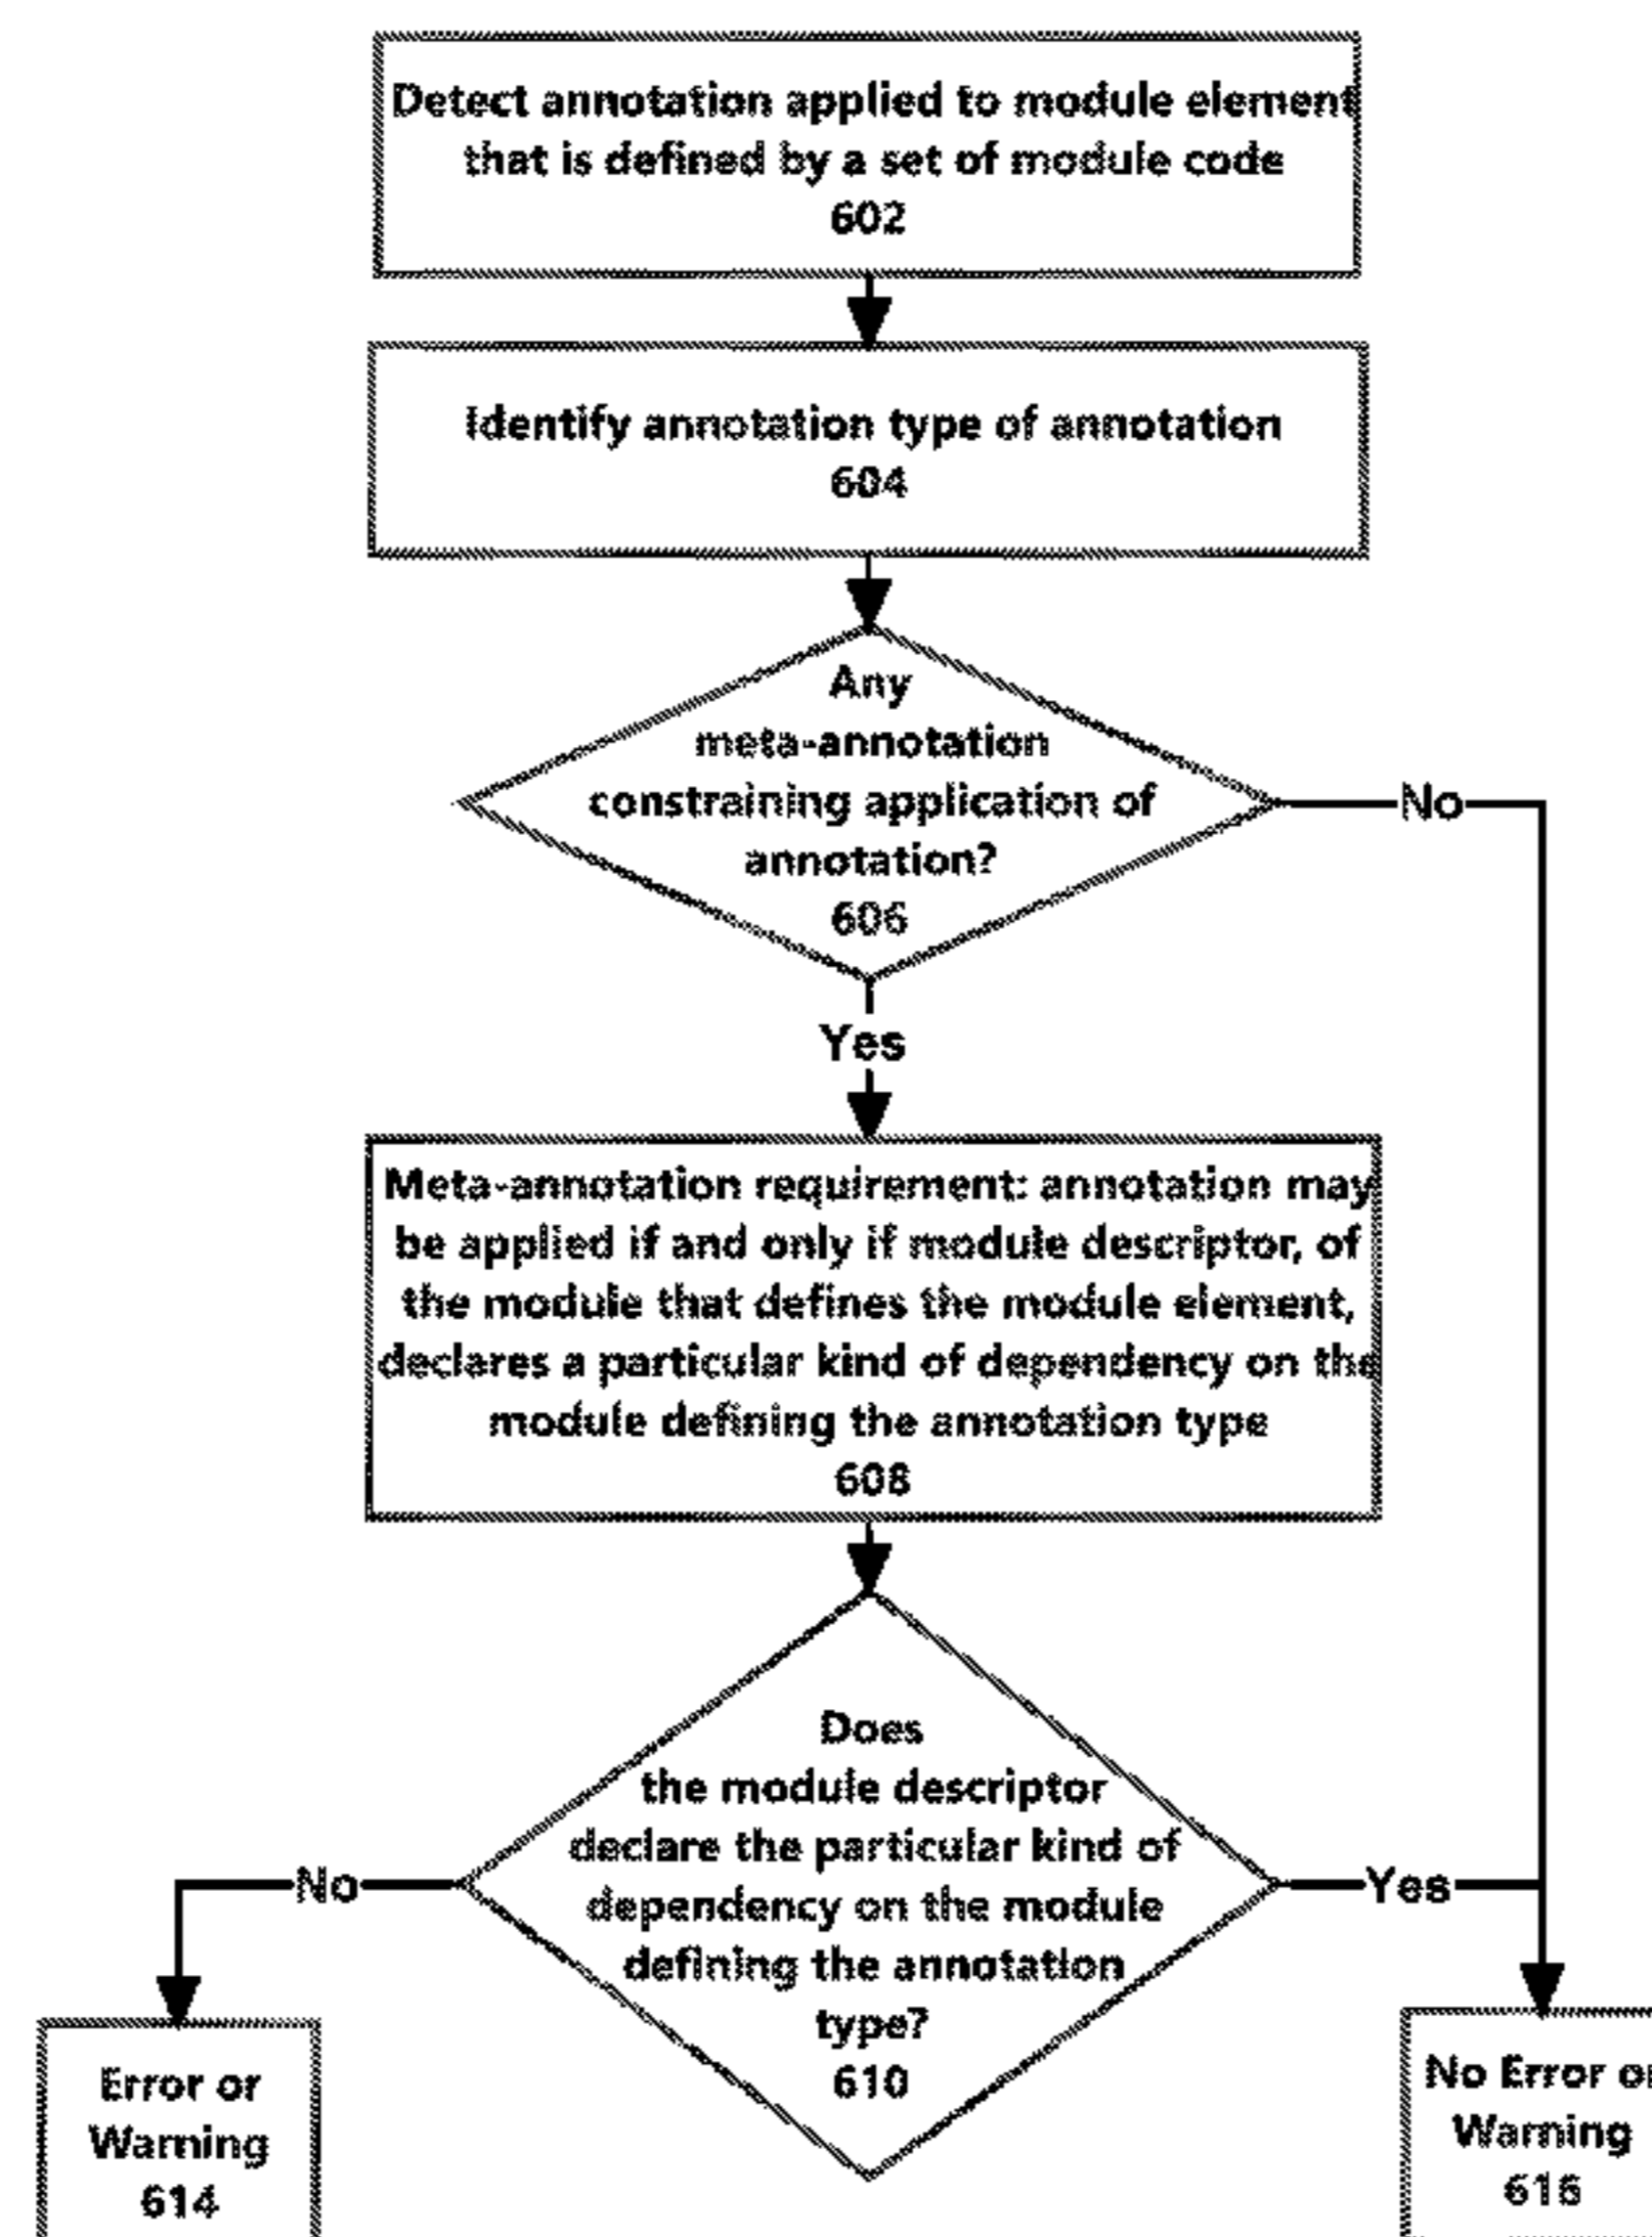 Detect annotation applied to module element
that is defined by a set of module code
602
Identify annotation type of annotation
604
Any
meta-annotation
constraining application of
annotation?
606
No
Yes
Meta-annotation requirement: annotation may
be applied if and only if module descriptor, of
the module that defines the module element,
declares a particular kind of dependency on the
module defining the annotation type
608
Does
the module descriptor
declare the particular kind of
dependency on the module
defining the annotation
type?
610
No
Yes
Error or
Warning
614
No Error or
Warning
616